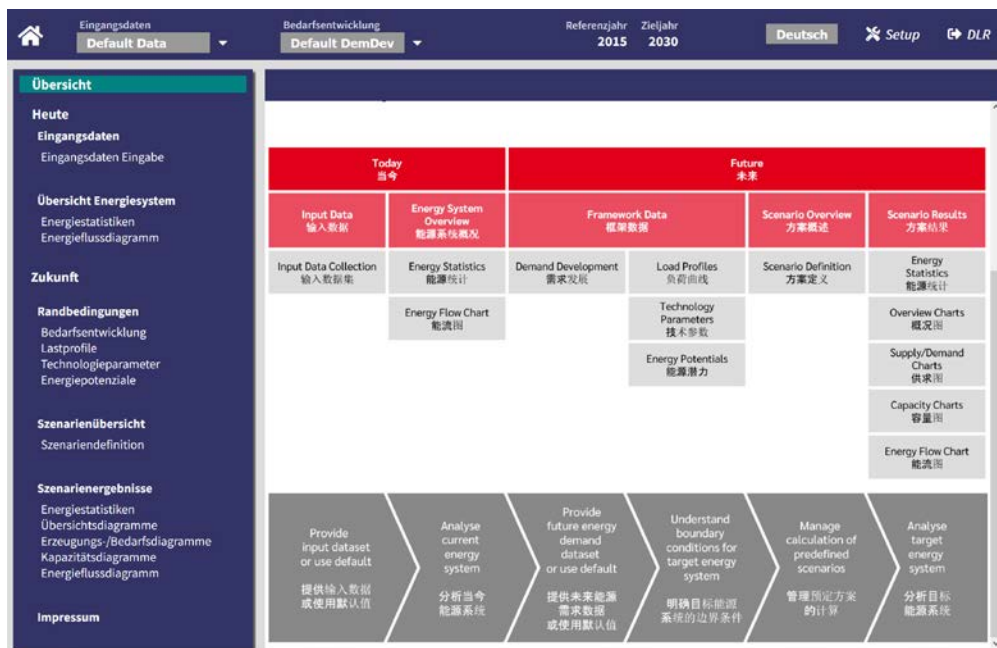 Eingangsdaten
Default Data
Bedarfsentwicklung
Default DemDev
Referenzjahr
2015
Zieljahr
2030
Deutsch
Setup
DLR
Übersicht
Heute
Eingangsdaten
Eingangsdaten Eingabe
Übersicht Energiesystem
Energiestatistiken
Energieflussdiagramm
Zukunft
Randbedingungen
Bedarfsentwicklung
Lastprofile
Technologieparameter
Energiepotenziale
Szenarienübersicht
Szenariendefinition
Szenarienergebnisse
Energiestatistiken
Übersichtsdiagramme
Erzeugungs-/Bedarfsdiagramme
Kapazitätsdiagramme
Energieflussdiagramm
Impressum
Today
当今
Future
未来
Input Data
输入数据
Energy System
Overview
能源系统概况
Framework Data
框架数据
Scenario Overview
方案概述
Scenario Results
方案结果
Input Data Collection
输入数据集
Energy Statistics
能源统计
Demand Development
需求发展
Load Profiles
负荷曲线
Scenario Definition
方案定义
Energy
Statistics
能源统计
Energy Flow Chart
能流图
Technology
Parameters
技术参数
Overview Charts
概况图
Energy Potentials
能源潜力
Supply/Demand
Charts
供求图
Capacity Charts
容量图
Energy Flow Chart
能流图
Provide
input dataset
or use default
提供输入数据
或使用默认值
Analyse
current
energy
system
分析当今
能源系统
Provide
future energy
demand
dataset
or use default
提供未来能源
需求数据
或使用默认值
Understand
boundary
conditions for
target energy
system
明确目标能源
系统的边界条件
Manage
calculation of
predefined
scenarios
管理预定方案
的计算
Analyse
target
energy
system
分析目标
能源系统